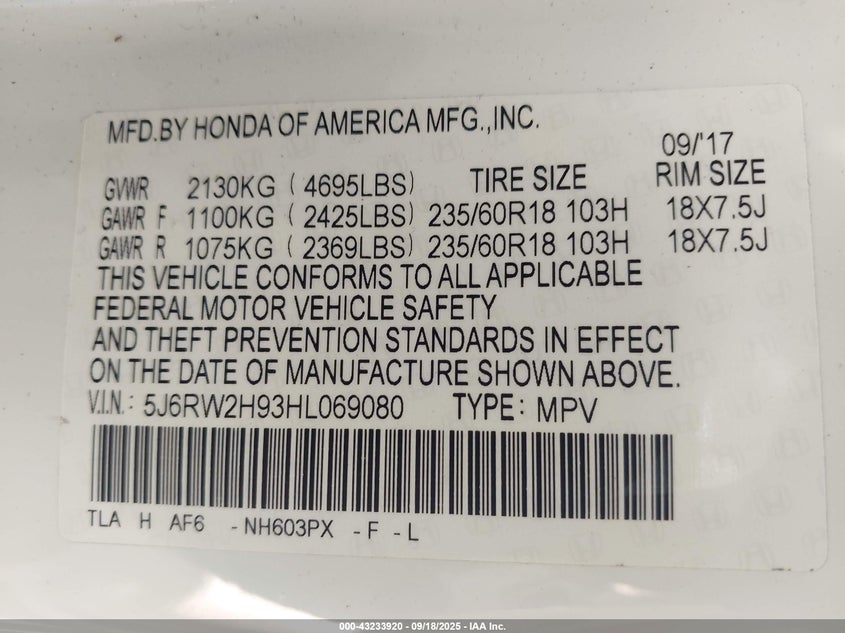 MFD.BY HONDA OF AMERICA MFG.,INC.
09/'17
GVWR 2130KG ( 4695LBS) TIRE SIZE RIM SIZE
GAWR F 1100KG ( 2425LBS) 235/60R18 103H 18X7.5J
GAWR R 1075KG ( 2369LBS) 235/60R18 103H 18X7.5J
THIS VEHICLE CONFORMS TO ALL APPLICABLE
FEDERAL MOTOR VEHICLE SAFETY
AND THEFT PREVENTION STANDARDS IN EFFECT
ON THE DATE OF MANUFACTURE SHOWN ABOVE.
V.I.N.: 5J6RW2H93HL069080 TYPE: MPV
TLA H AF6 -NH603PX -F -L
000-43233920 - 09/18/2025 - IAA Inc.